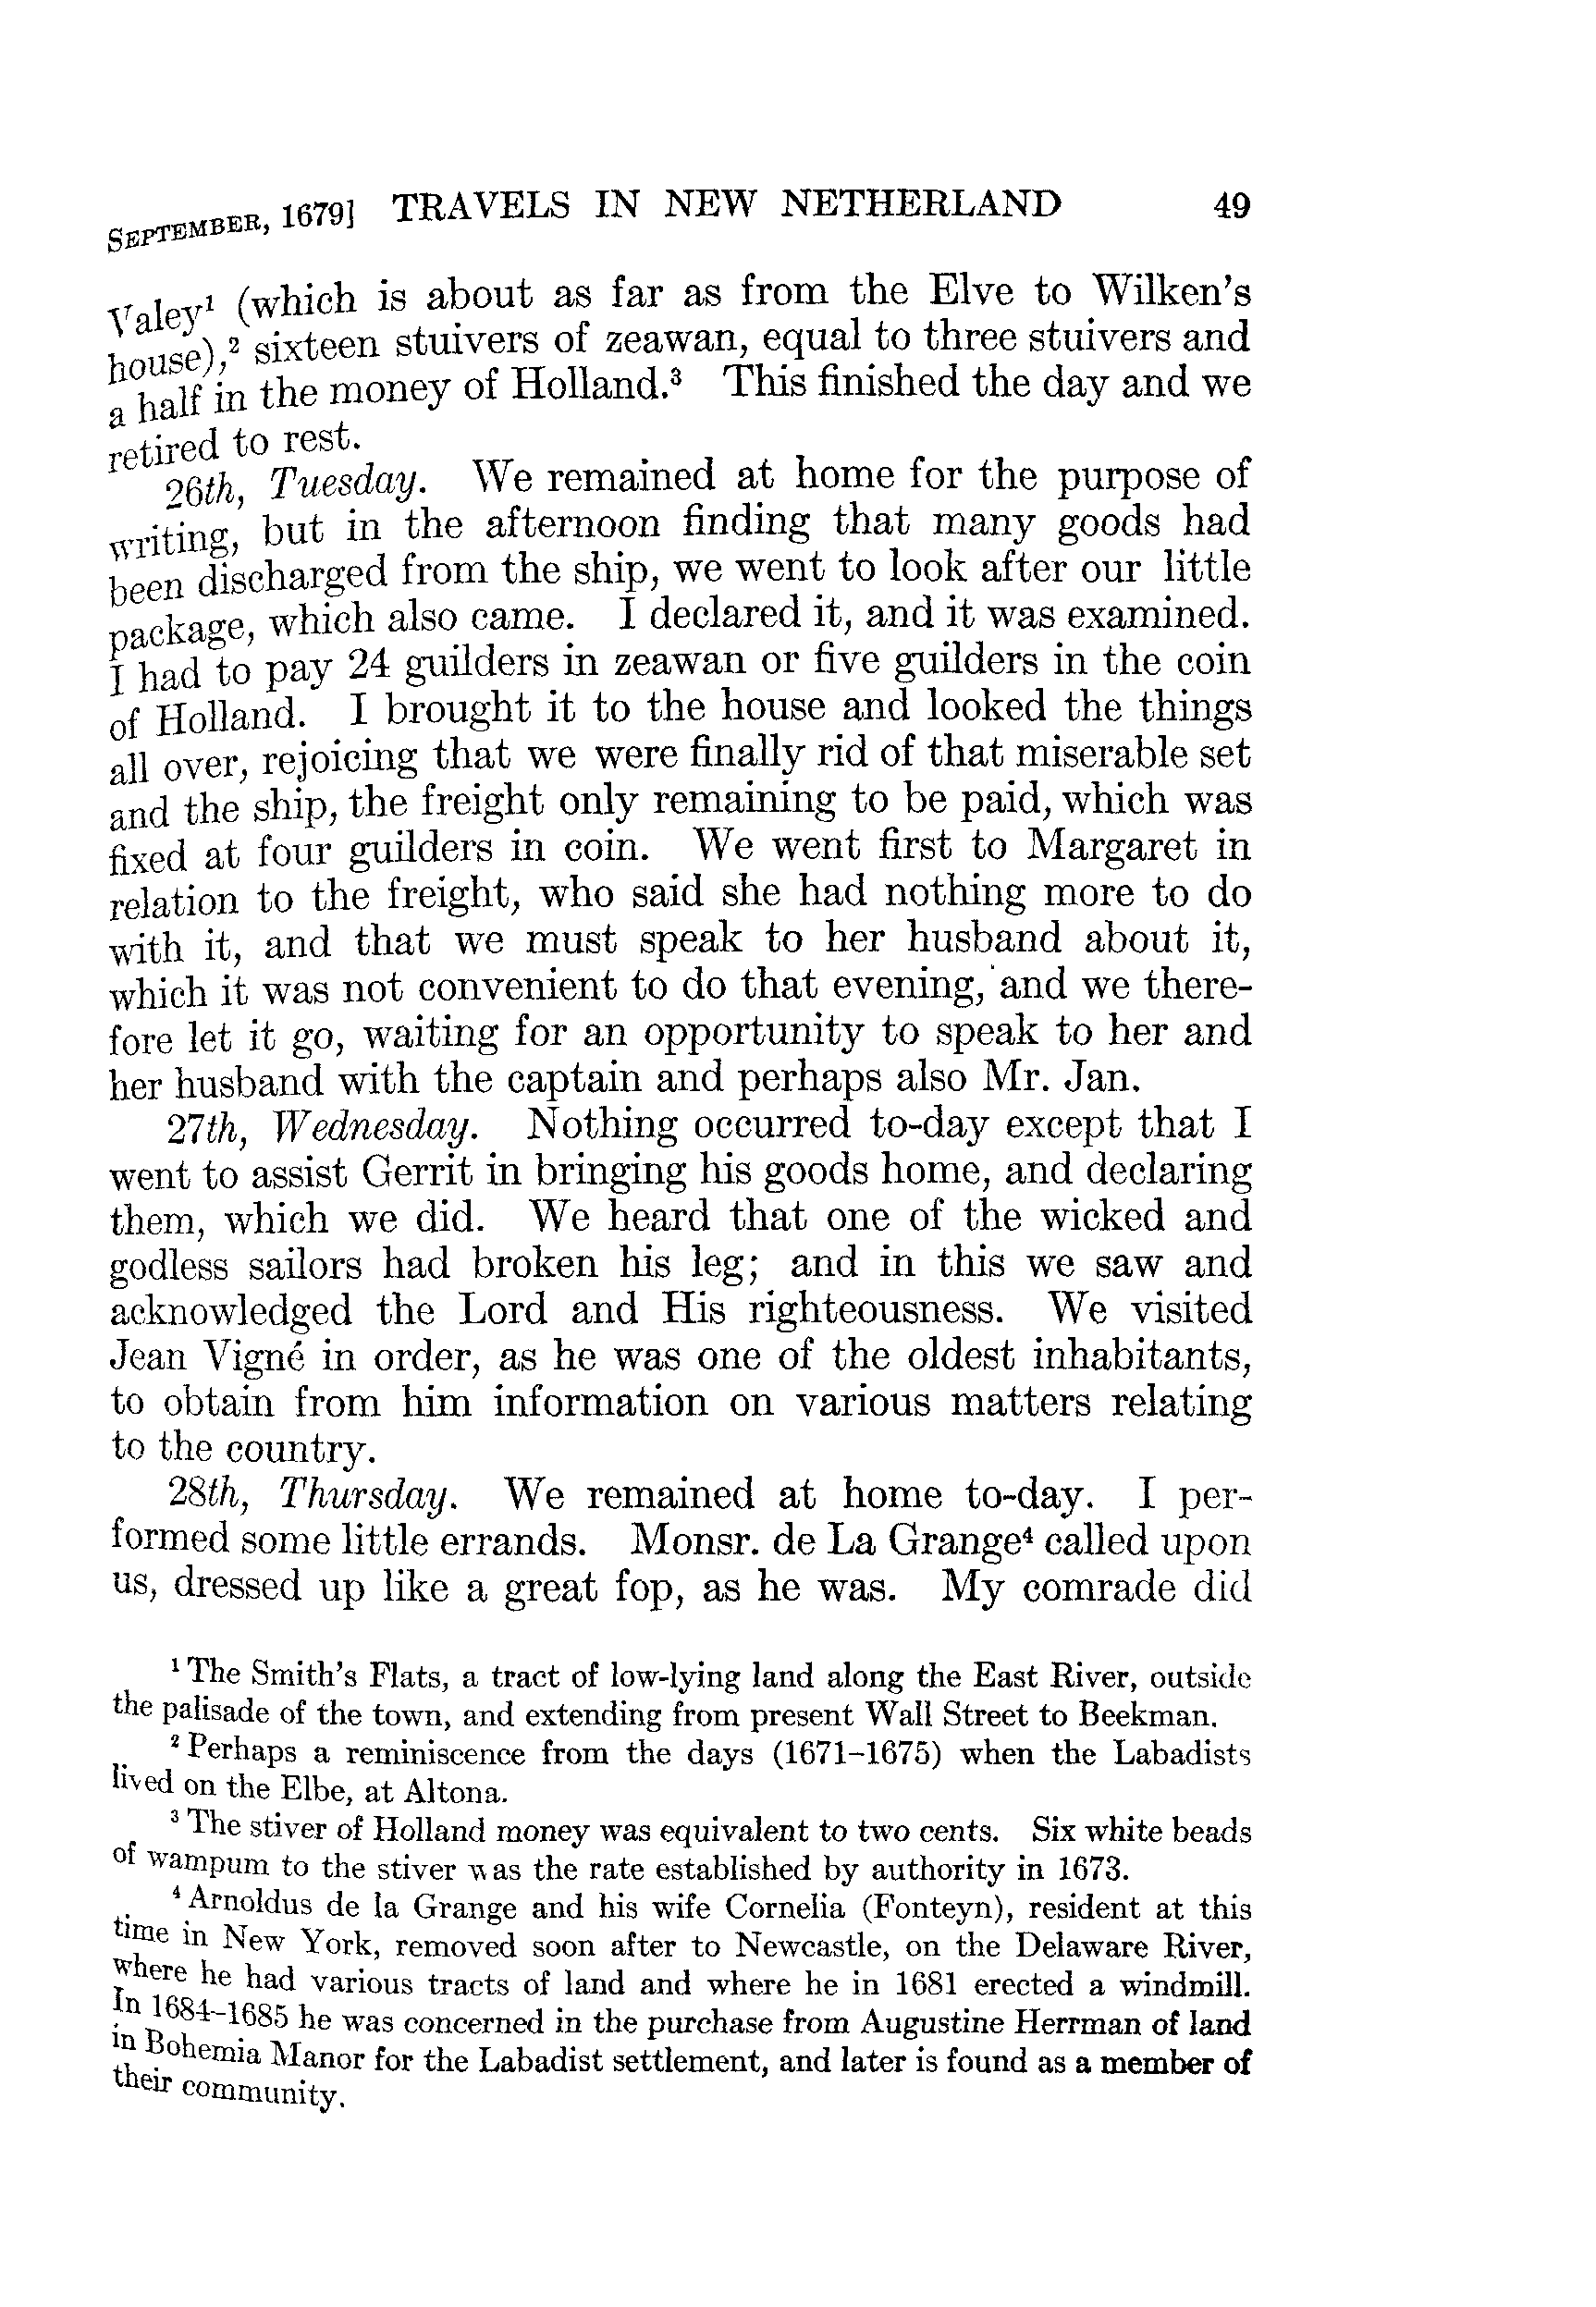 SEPTEMBER, 1679] TRAVELS IN NEW NETHERLAND 49
Valey¹ (which is about as far as from the Elve to Wilken's
house),² sixteen stuivers of zeawan, equal to three stuivers and
a half in the money of Holland.³ This finished the day and we
retired to rest.
26th, Tuesday. We remained at home for the purpose of
writing, but in the afternoon finding that many goods had
been discharged from the ship, we went to look after our little
package, which also came. I declared it, and it was examined.
I had to pay 24 guilders in zeawan or five guilders in the coin
of Holland. I brought it to the house and looked the things
all over, rejoicing that we were finally rid of that miserable set
and the ship, the freight only remaining to be paid, which was
fixed at four guilders in coin. We went first to Margaret in
relation to the freight, who said she had nothing more to do
with it, and that we must speak to her husband about it,
which it was not convenient to do that evening, and we there-
fore let it go, waiting for an opportunity to speak to her and
her husband with the captain and perhaps also Mr. Jan.
27th, Wednesday. Nothing occurred to-day except that I
went to assist Gerrit in bringing his goods home, and declaring
them, which we did. We heard that one of the wicked and
godless sailors had broken his leg; and in this we saw and
acknowledged the Lord and His righteousness. We visited
Jean Vigné in order, as he was one of the oldest inhabitants,
to obtain from him information on various matters relating
to the country.
28th, Thursday. We remained at home to-day. I per-
formed some little errands. Monsr. de La Grange⁴ called upon
us, dressed up like a great fop, as he was. My comrade did
¹ The Smith's Flats, a tract of low-lying land along the East River, outside
the palisade of the town, and extending from present Wall Street to Beekman.
² Perhaps a reminiscence from the days (1671-1675) when the Labadists
lived on the Elbe, at Altona.
³ The stiver of Holland money was equivalent to two cents. Six white beads
of wampum to the stiver was the rate established by authority in 1673.
⁴ Arnoldus de la Grange and his wife Cornelia (Fonteyn), resident at this
time in New York, removed soon after to Newcastle, on the Delaware River,
where he had various tracts of land and where he in 1681 erected a windmill.
In 1684-1685 he was concerned in the purchase from Augustine Herrman of land
in Bohemia Manor for the Labadist settlement, and later is found as a member of
their community.